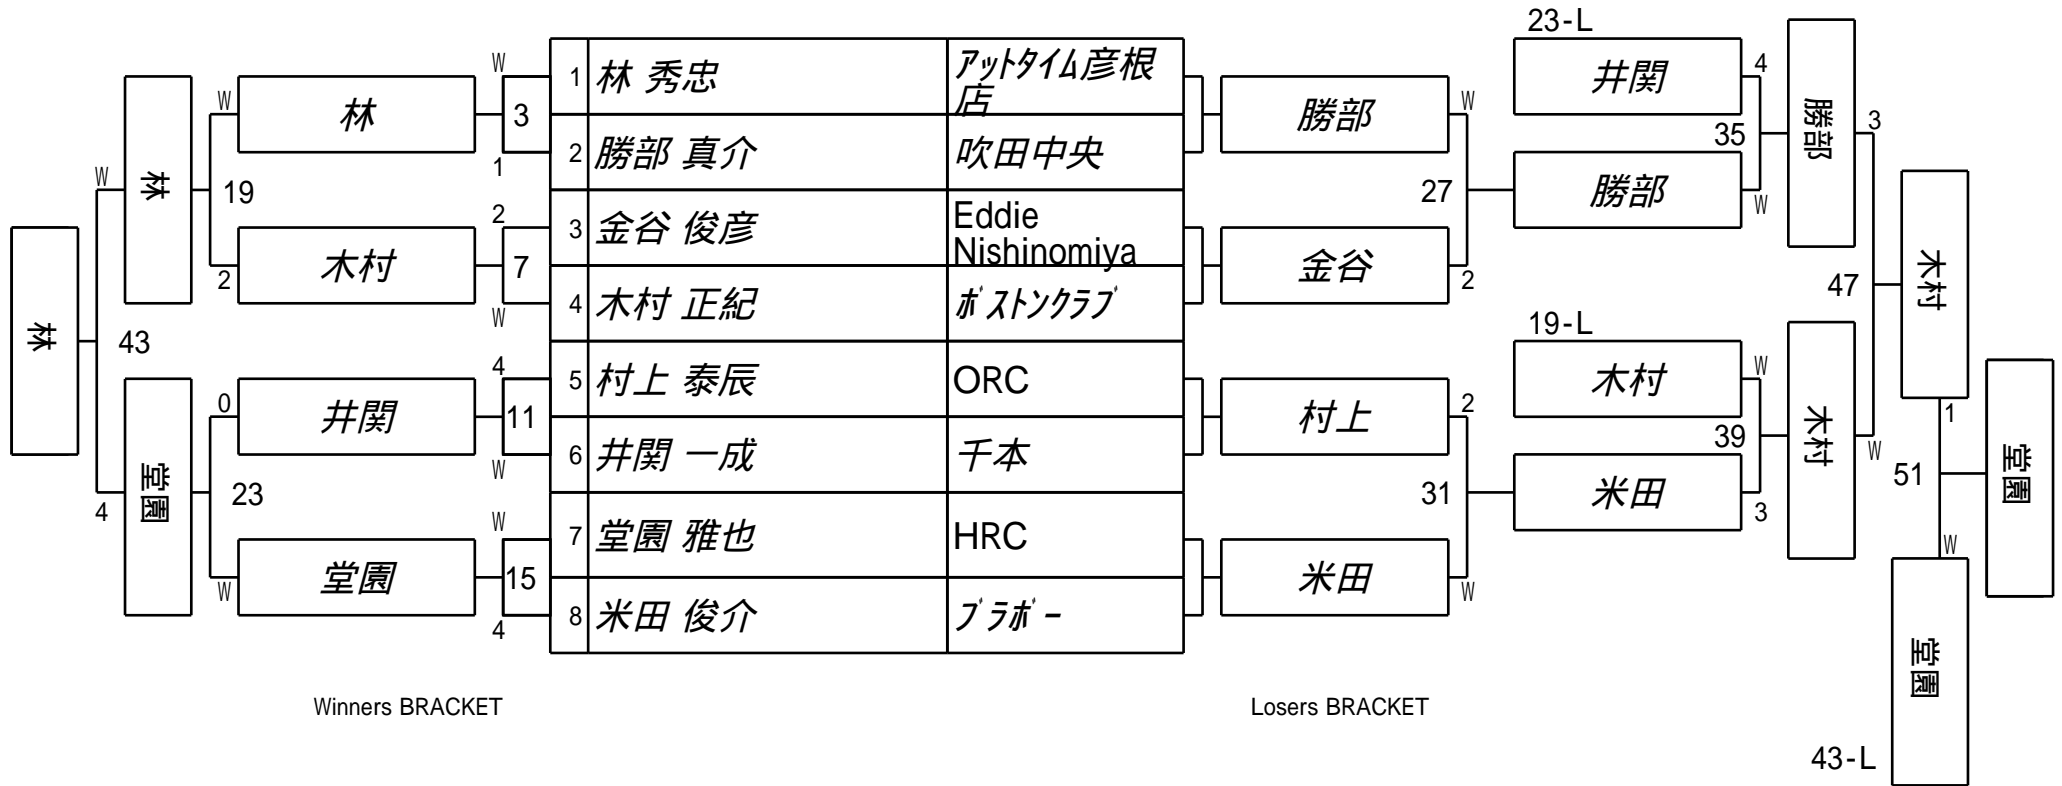 23-L
W
林
W
3
1
1 林 秀忠 アットタイム彦根
店
2 勝部 真介 吹田中央
勝部
W
井関
4
35
勝部
W
勝部
3
W
林
19
2
木村
2
7
W
3 金谷 俊彦 Eddie
Nishinomiya
4 木村 正紀 ボストンクラブ
27
金谷
2
47
木村
林
43
19-L
4
堂園
0
井関
4
11
W
5 村上 泰辰 ORC
6 井関 一成 千本
村上
2
31
木村
W
39
米田
3
木村
W
1
51
堂園
23
W
堂園
W
15
4
7 堂園 雅也 HRC
8 米田 俊介 ブラボー
米田
W
W
堂園
43-L
Winners BRACKET
Losers BRACKET